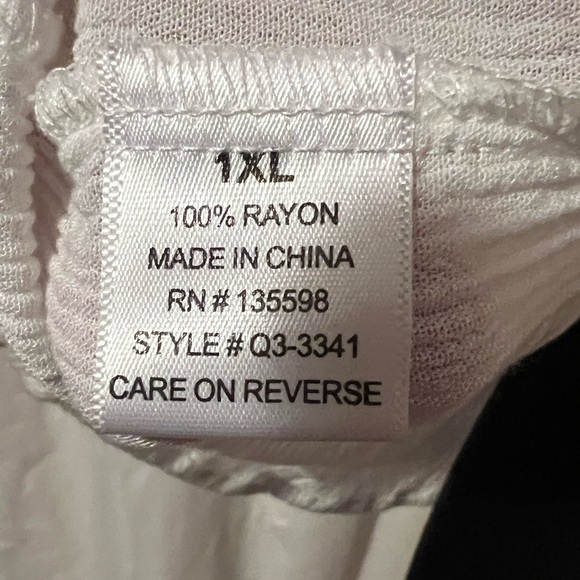 1XL
100% RAYON
MADE IN CHINA
RN # 135598
STYLE # Q3-3341
CARE ON REVERSE